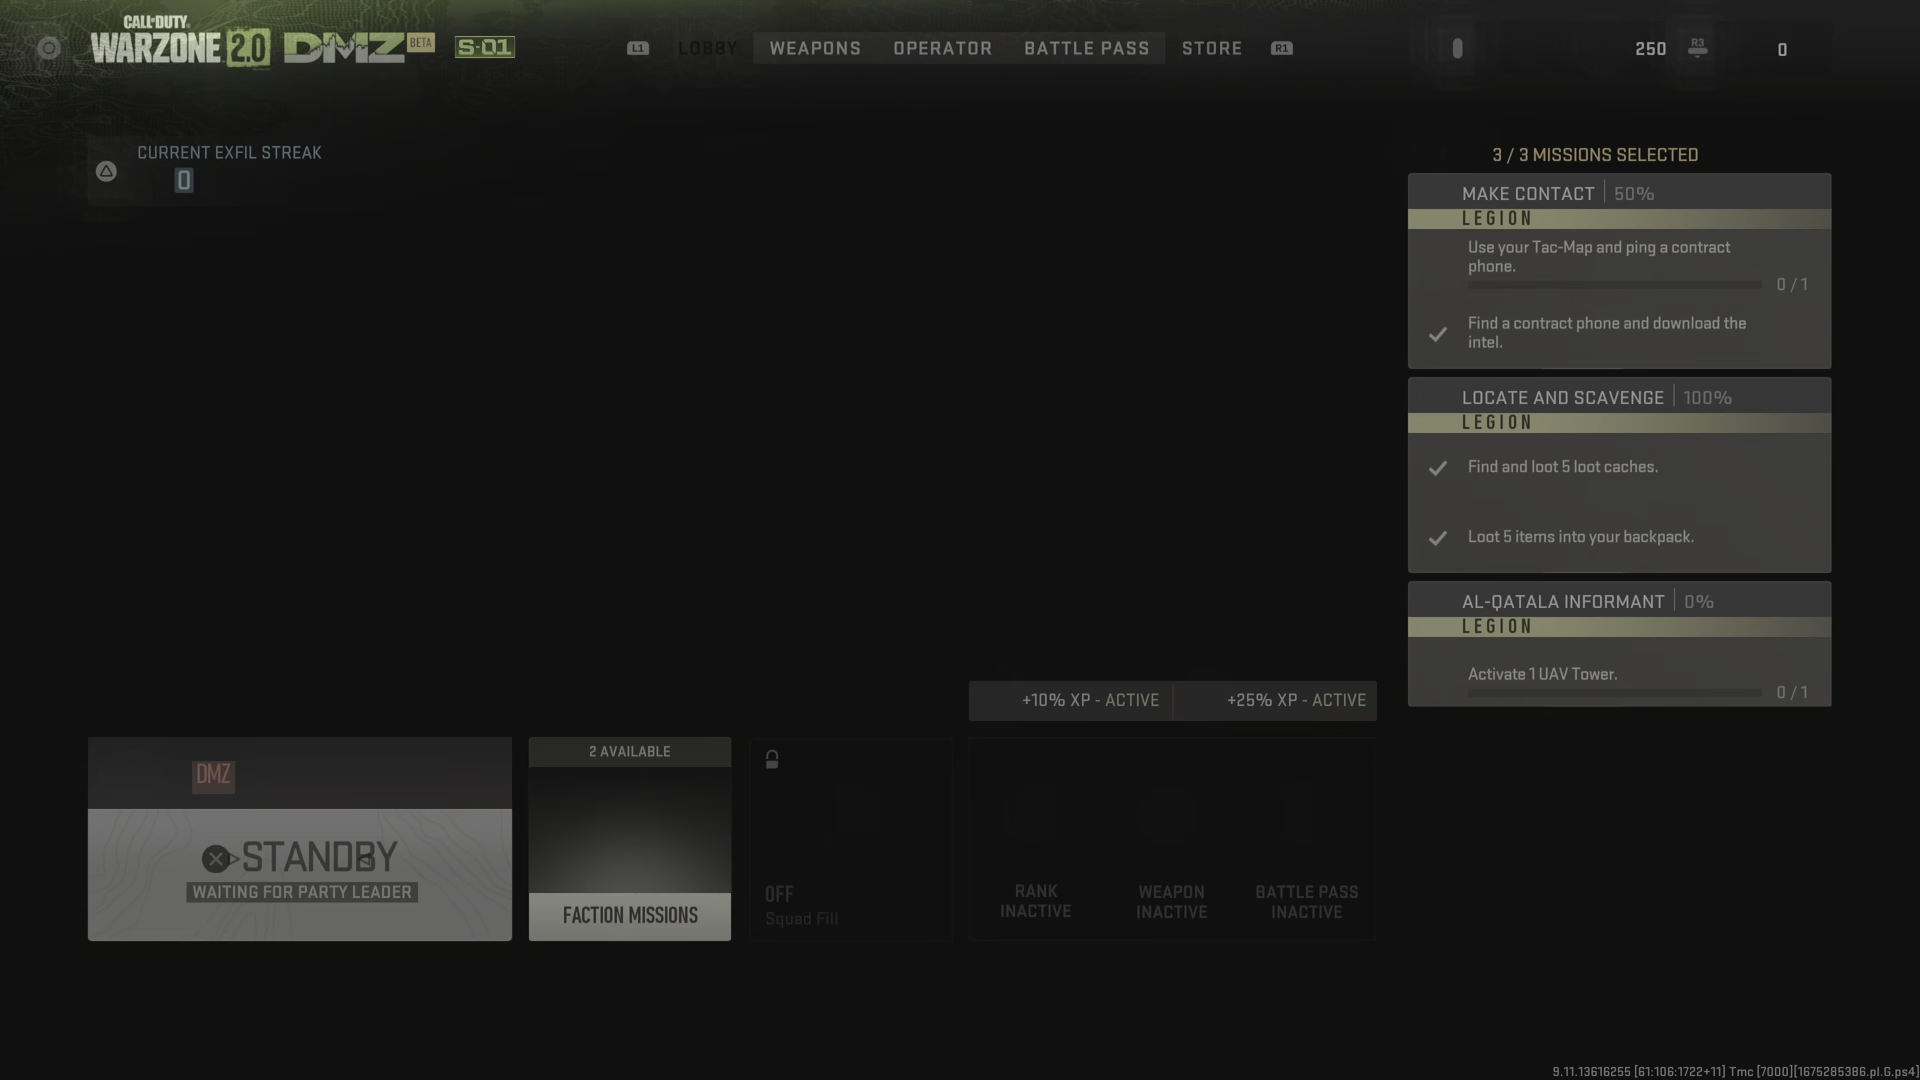 CALL OF DUTY
WARZONE 2.0 DMZ BETA S-01
L1 LOBBY WEAPONS OPERATOR BATTLE PASS STORE R1
250 R3 0
CURRENT EXFIL STREAK
0
3 / 3 MISSIONS SELECTED
MAKE CONTACT | 50%
LEGION
Use your Tac-Map and ping a contract
phone.
0 / 1
Find a contract phone and download the
intel.
LOCATE AND SCAVENGE | 100%
LEGION
Find and loot 5 loot caches.
Loot 5 items into your backpack.
AL-QATALA INFORMANT | 0%
LEGION
Activate 1 UAV Tower.
0 / 1
+10% XP - ACTIVE
+25% XP - ACTIVE
DMZ
STANDBY
WAITING FOR PARTY LEADER
2 AVAILABLE
FACTION MISSIONS
OFF
Squad Fill
RANK
INACTIVE
WEAPON
INACTIVE
BATTLE PASS
INACTIVE
9.11.13616255 [61:106:1722+11] Tmc [7000][1675285386.pl.G.ps4]